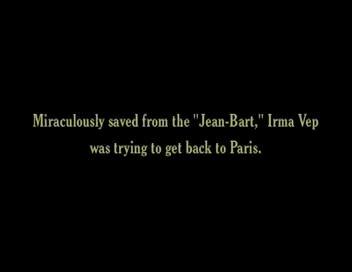 Miraculously saved from the "Jean-Bart," Irma Vep
was trying to get back to Paris.